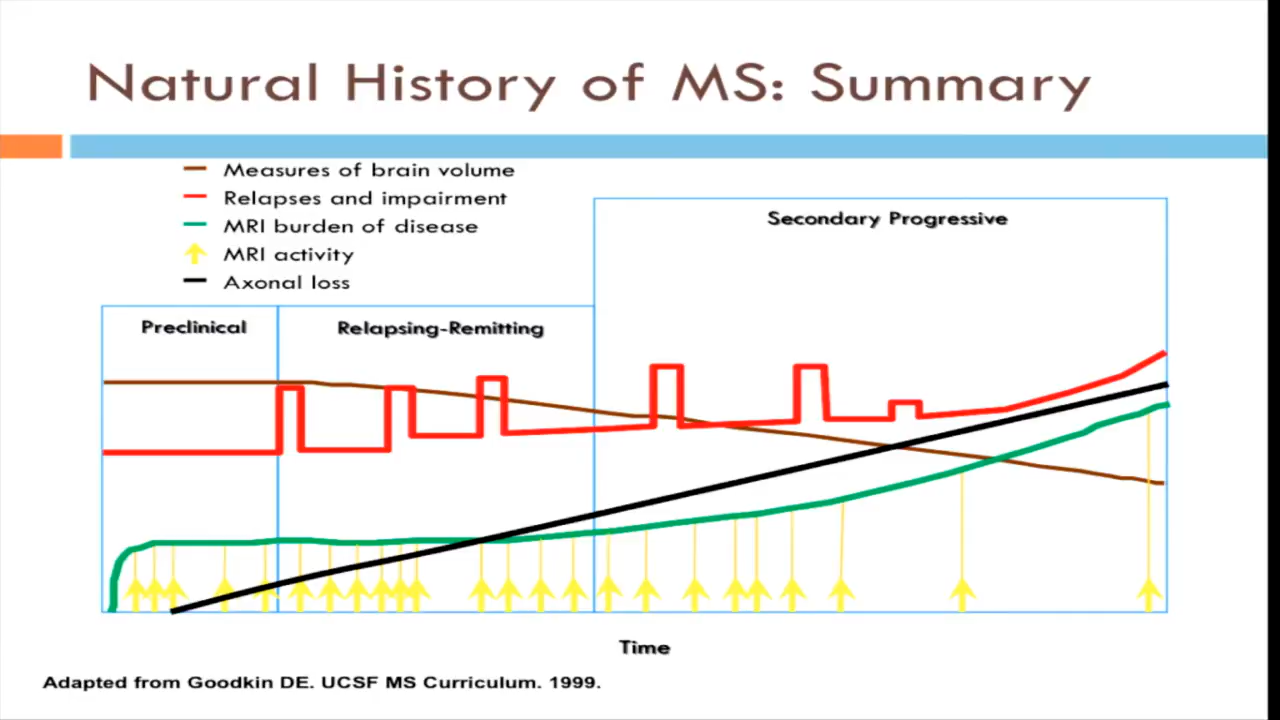 Natural History of MS: Summary
Measures of brain volume
Relapses and impairment
MRI burden of disease
MRI activity
Axonal loss
Secondary Progressive
Preclinical
Relapsing-Remitting
Time
Adapted from Goodkin DE. UCSF MS Curriculum. 1999.